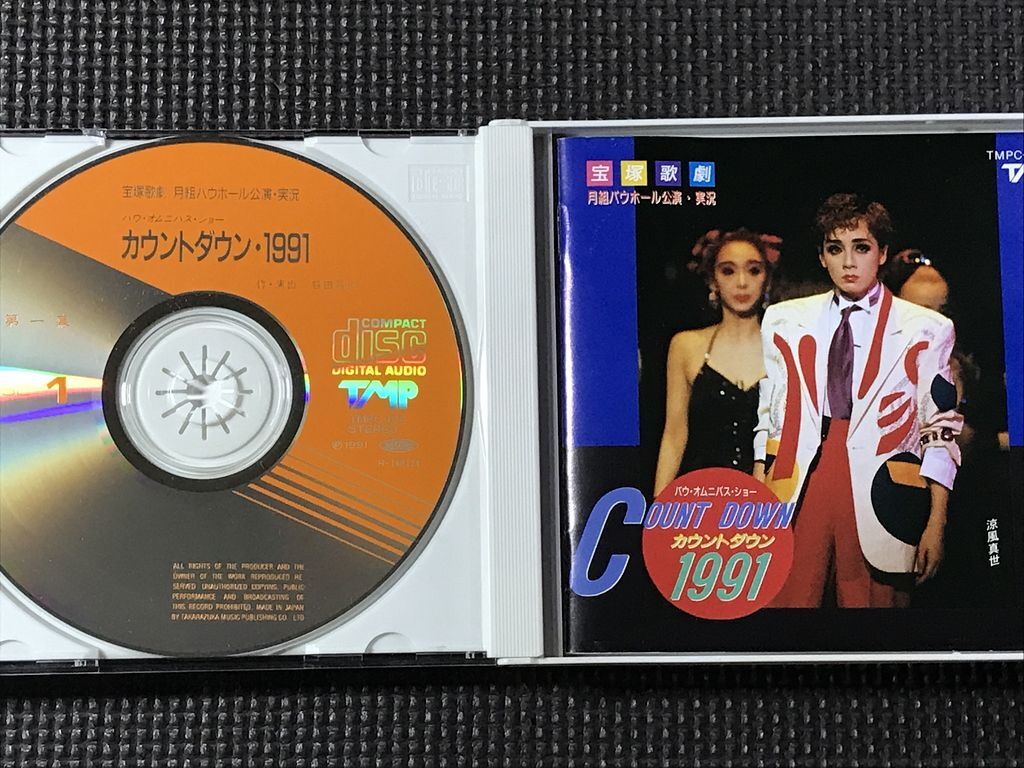 宝塚歌劇 月組バウホール公演・実況
バウ・オムニバス・ショー
カウントダウン・1991
第一集
1
COMPACT
disc
DIGITAL AUDIO
TMP
STEREO
Ⓟ1991
ALL RIGHTS OF THE PRODUCER AND THE
OWNER OF THE WORK REPRODUCED RE
SERVED UNAUTHORIZED COPYING, PUBLIC
PERFORMANCE AND BROADCASTING OF
THIS RECORD PROHIBITED. MADE IN JAPAN
BY TAKARAZUKA MUSIC PUBLISHING CO. LTD
宝塚歌劇
月組バウホール公演・実況
TMPC-
バウ・オムニバス・ショー
COUNT DOWN
カウントダウン
1991
涼風真世